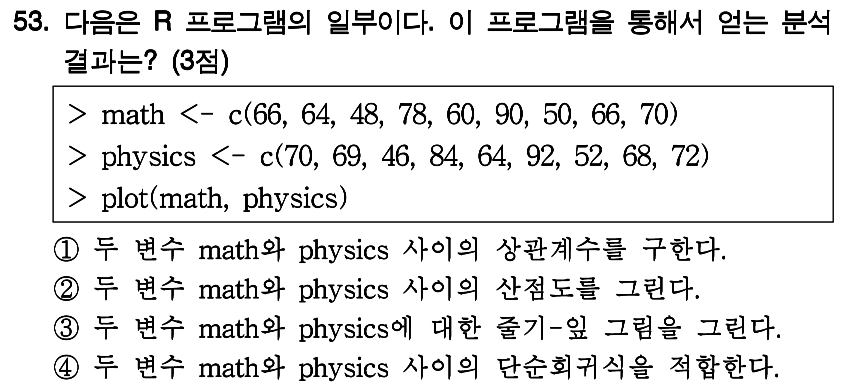 53. 다음은 R 프로그램의 일부이다. 이 프로그램을 통해서 얻는 분석
결과는? (3점)
> math <- c(66, 64, 48, 78, 60, 90, 50, 66, 70)
> physics <- c(70, 69, 46, 84, 64, 92, 52, 68, 72)
> plot(math, physics)
① 두 변수 math와 physics 사이의 상관계수를 구한다.
② 두 변수 math와 physics 사이의 산점도를 그린다.
③ 두 변수 math와 physics에 대한 줄기-잎 그림을 그린다.
④ 두 변수 math와 physics 사이의 단순회귀식을 적합한다.